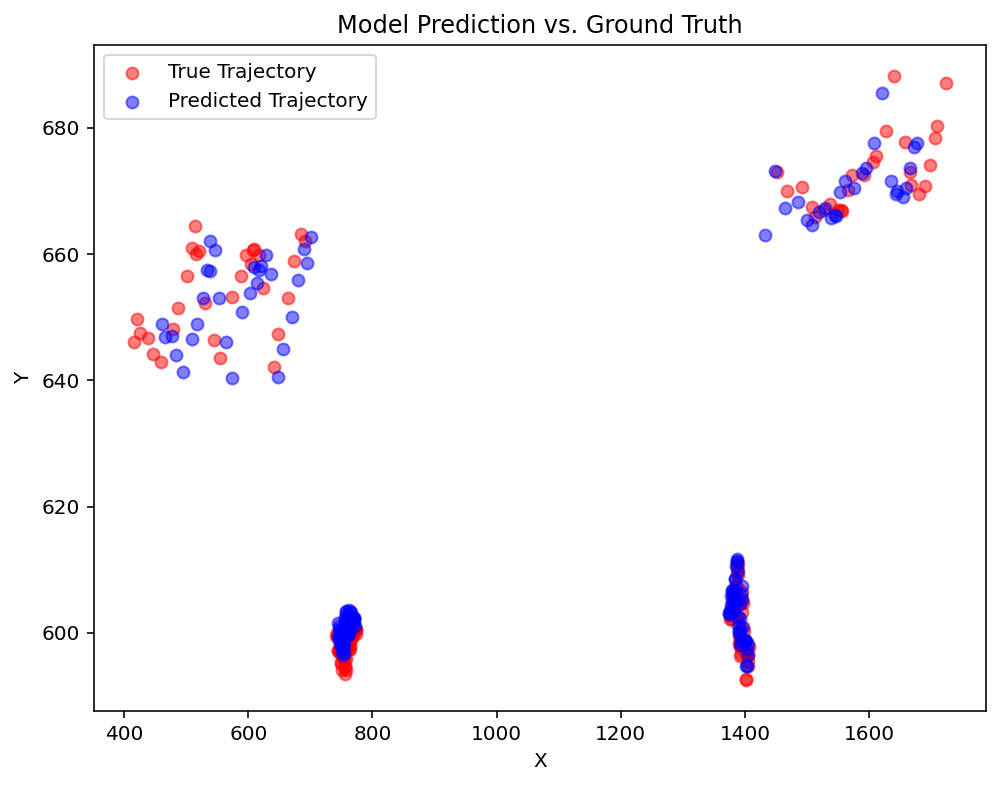 Model Prediction vs. Ground Truth
True Trajectory
Predicted Trajectory
Y
680
660
640
620
600
400 600 800 1000 1200 1400 1600
X